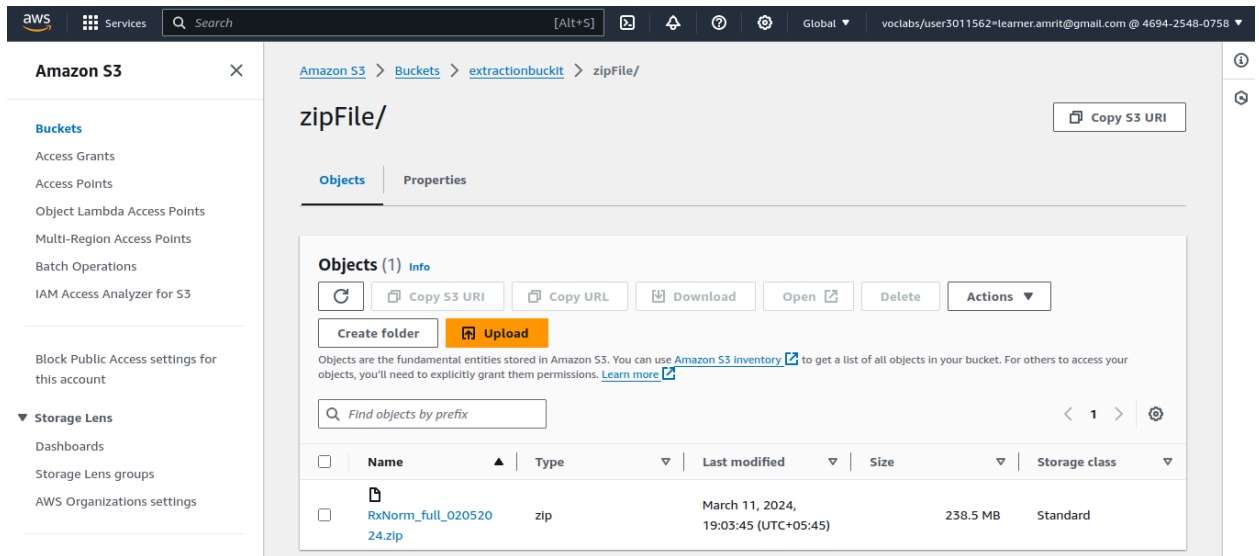 aws Services Search [Alt+S] Global voclabs/user3011562=learner.amrit@gmail.com @ 4694-2548-0758
Amazon S3
Buckets
Access Grants
Access Points
Object Lambda Access Points
Multi-Region Access Points
Batch Operations
IAM Access Analyzer for S3
Block Public Access settings for
this account
Storage Lens
Dashboards
Storage Lens groups
AWS Organizations settings
Amazon S3 > Buckets > extractionbuckit > zipFile/
zipFile/
Copy S3 URI
Objects Properties
Objects (1) Info
Copy S3 URI Copy URL Download Open Delete Actions
Create folder Upload
Objects are the fundamental entities stored in Amazon S3. You can use Amazon S3 inventory to get a list of all objects in your bucket. For others to access your
objects, you'll need to explicitly grant them permissions. Learn more
Find objects by prefix < 1 >
Name Type Last modified Size Storage class
RxNorm_full_020520
24.zip
zip
March 11, 2024,
19:03:45 (UTC+05:45)
238.5 MB
Standard